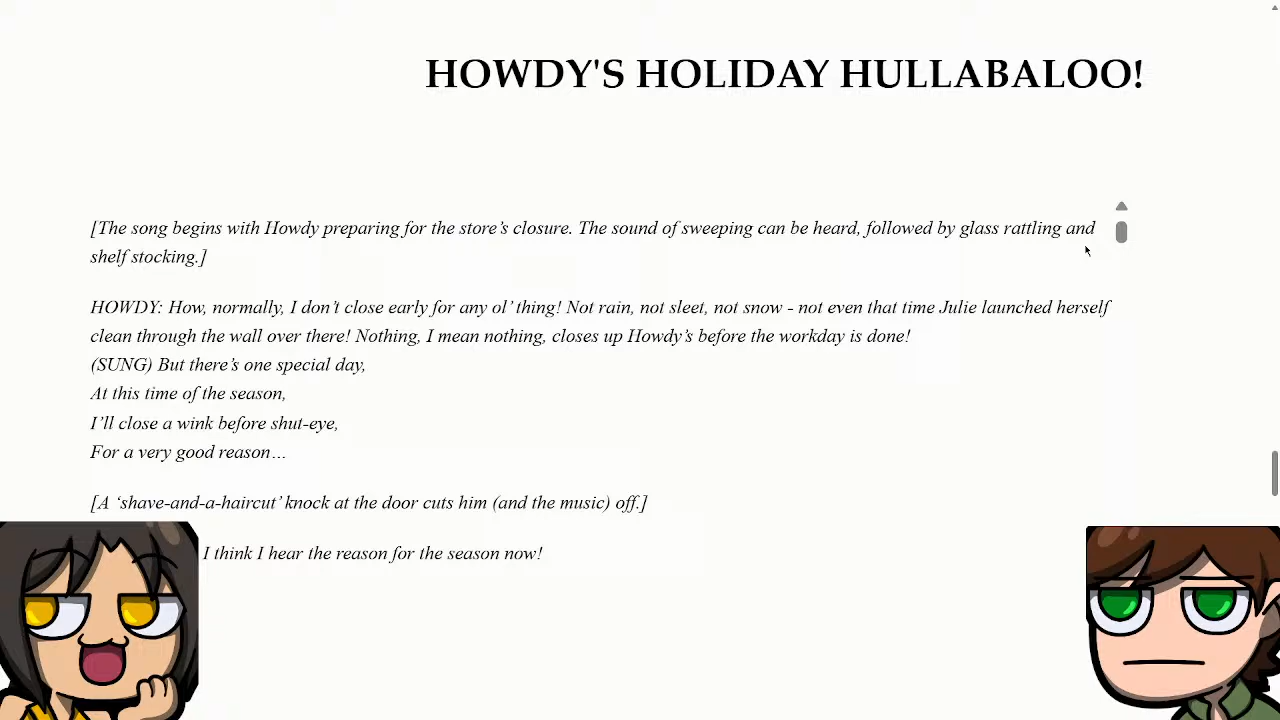 HOWDY'S HOLIDAY HULLABALOO!
[The song begins with Howdy preparing for the store’s closure. The sound of sweeping can be heard, followed by glass rattling and
shelf stocking.]
HOWDY: How, normally, I don’t close early for any ol’ thing! Not rain, not sleet, not snow - not even that time Julie launched herself
clean through the wall over there! Nothing, I mean nothing, closes up Howdy’s before the workday is done!
(SUNG) But there’s one special day,
At this time of the season,
I’ll close a wink before shut-eye,
For a very good reason…
[A ‘shave-and-a-haircut’ knock at the door cuts him (and the music) off.]
I think I hear the reason for the season now!